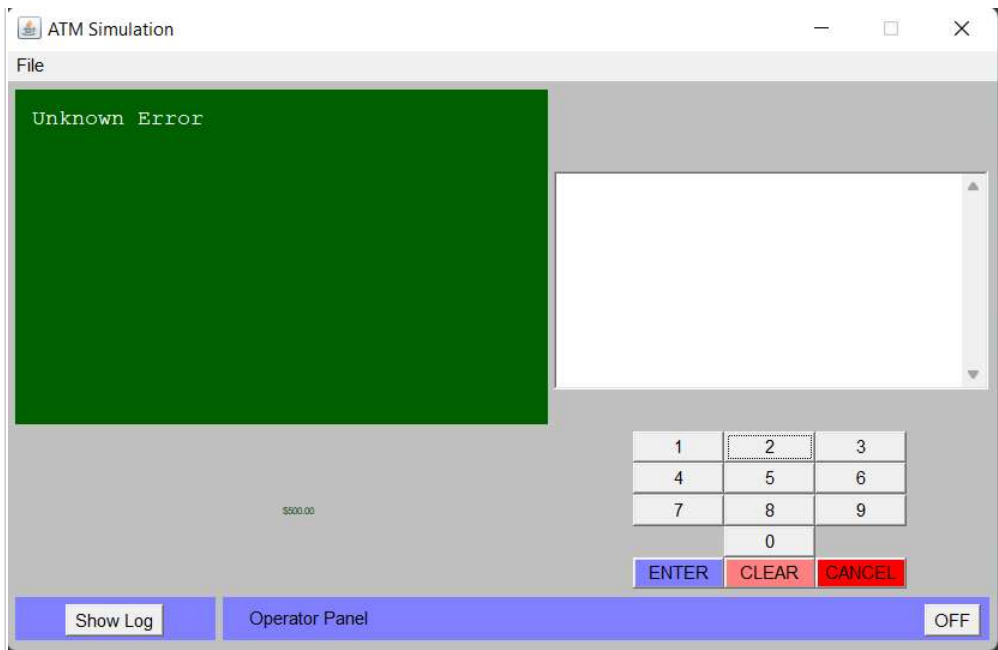 ATM Simulation
File
Unknown Error
1 2 3
4 5 6
$500.00
7 8 9
0
ENTER CLEAR CANCEL
Show Log Operator Panel OFF